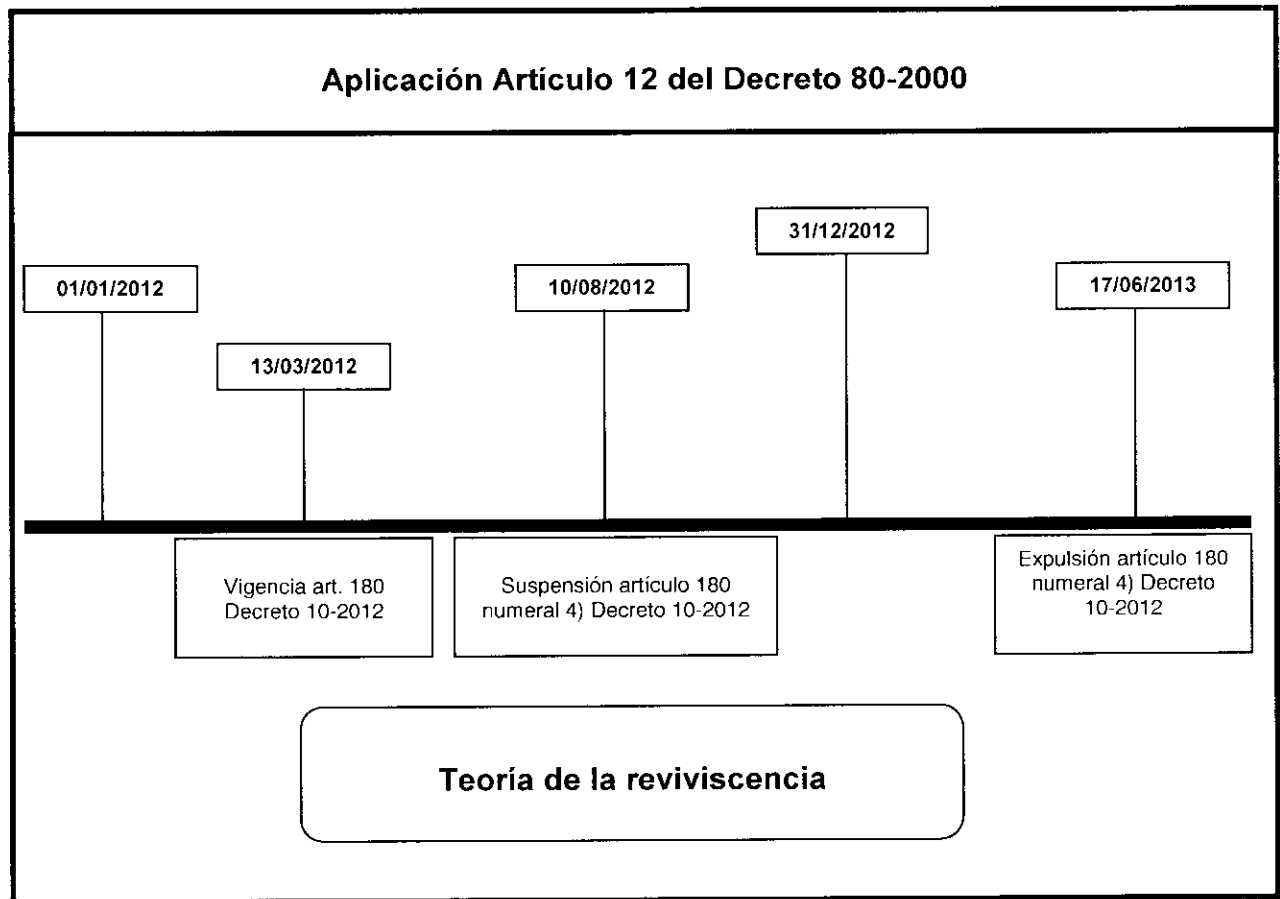 Aplicación Artículo 12 del Decreto 80-2000
31/12/2012
01/01/2012
10/08/2012
17/06/2013
13/03/2012
Vigencia art. 180
Decreto 10-2012
Suspensión artículo 180
numeral 4) Decreto 10-2012
Expulsión artículo 180
numeral 4) Decreto
10-2012
Teoría de la reviviscencia